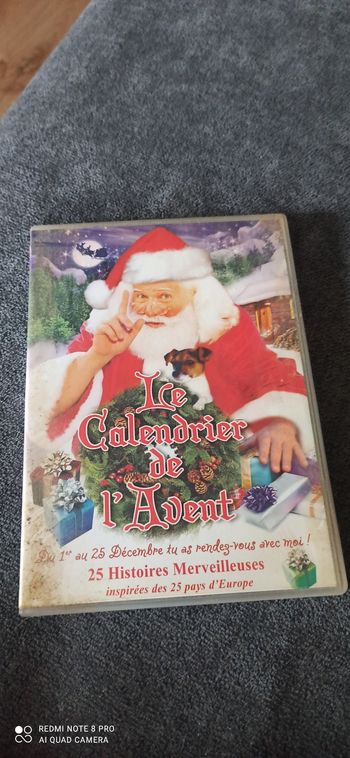 Le
Calendrier
de
l'Avent
Du 1er au 25 Décembre tu as rendez-vous avec moi !
25 Histoires Merveilleuses
inspirées des 25 pays d'Europe
REDMI NOTE 8 PRO
AI QUAD CAMERA